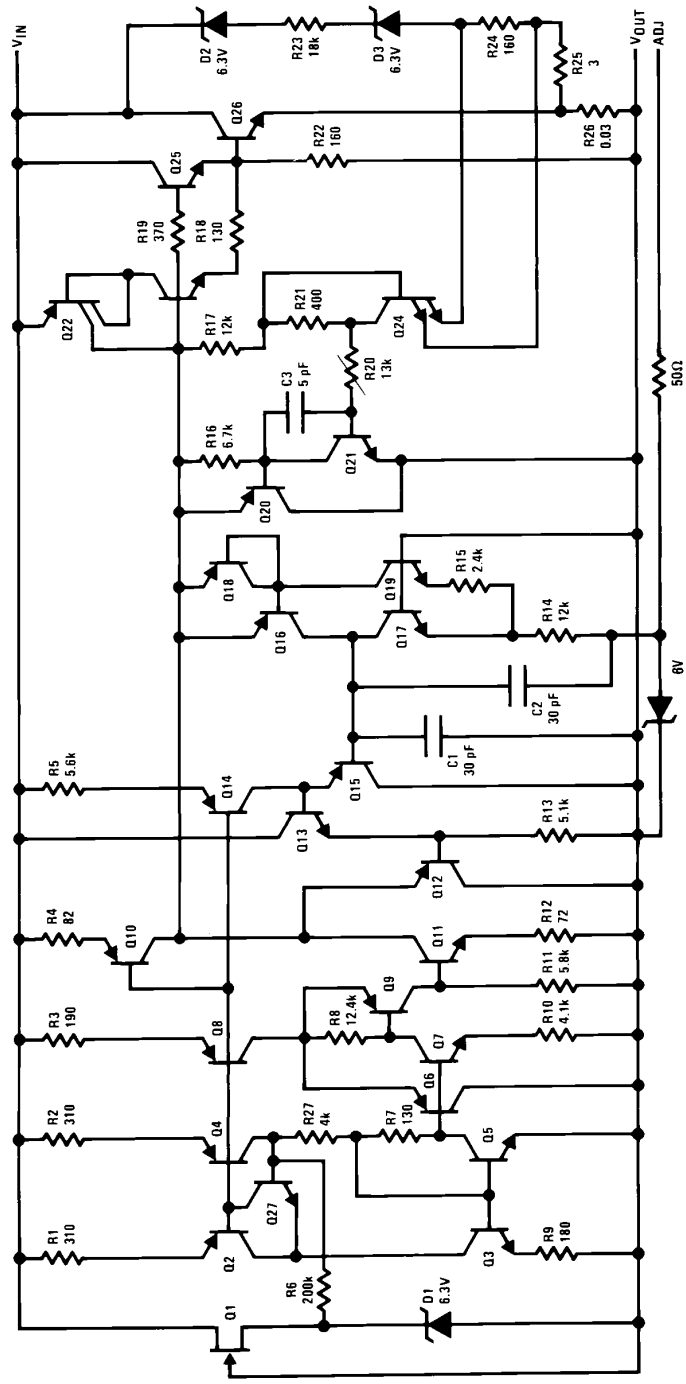 VIN
R1
310
R2
310
R3
190
R4
82
R5
5.6k
Q1
Q2
Q4
Q8
Q10
Q14
Q27
R27
4k
R6
200k
D1
6.3V
Q3
R9
180
R7
130
Q5
Q6
R8
12.4k
Q9
Q7
R10
4.1k
R11
5.8k
Q11
R12
72
Q12
Q13
R13
5.1k
Q15
C1
30 pF
C2
30 pF
Q16
Q18
Q17
Q19
R15
2.4k
R14
12k
6V
Q20
R16
6.7k
C3
5 pF
Q21
R20
13k
Q22
R17
12k
R21
400
Q24
R19
370
R18
130
Q25
Q26
R22
160
D2
6.3V
R23
18k
D3
6.3V
R24
160
R25
3
R26
0.03
50Ω
VOUT
ADJ